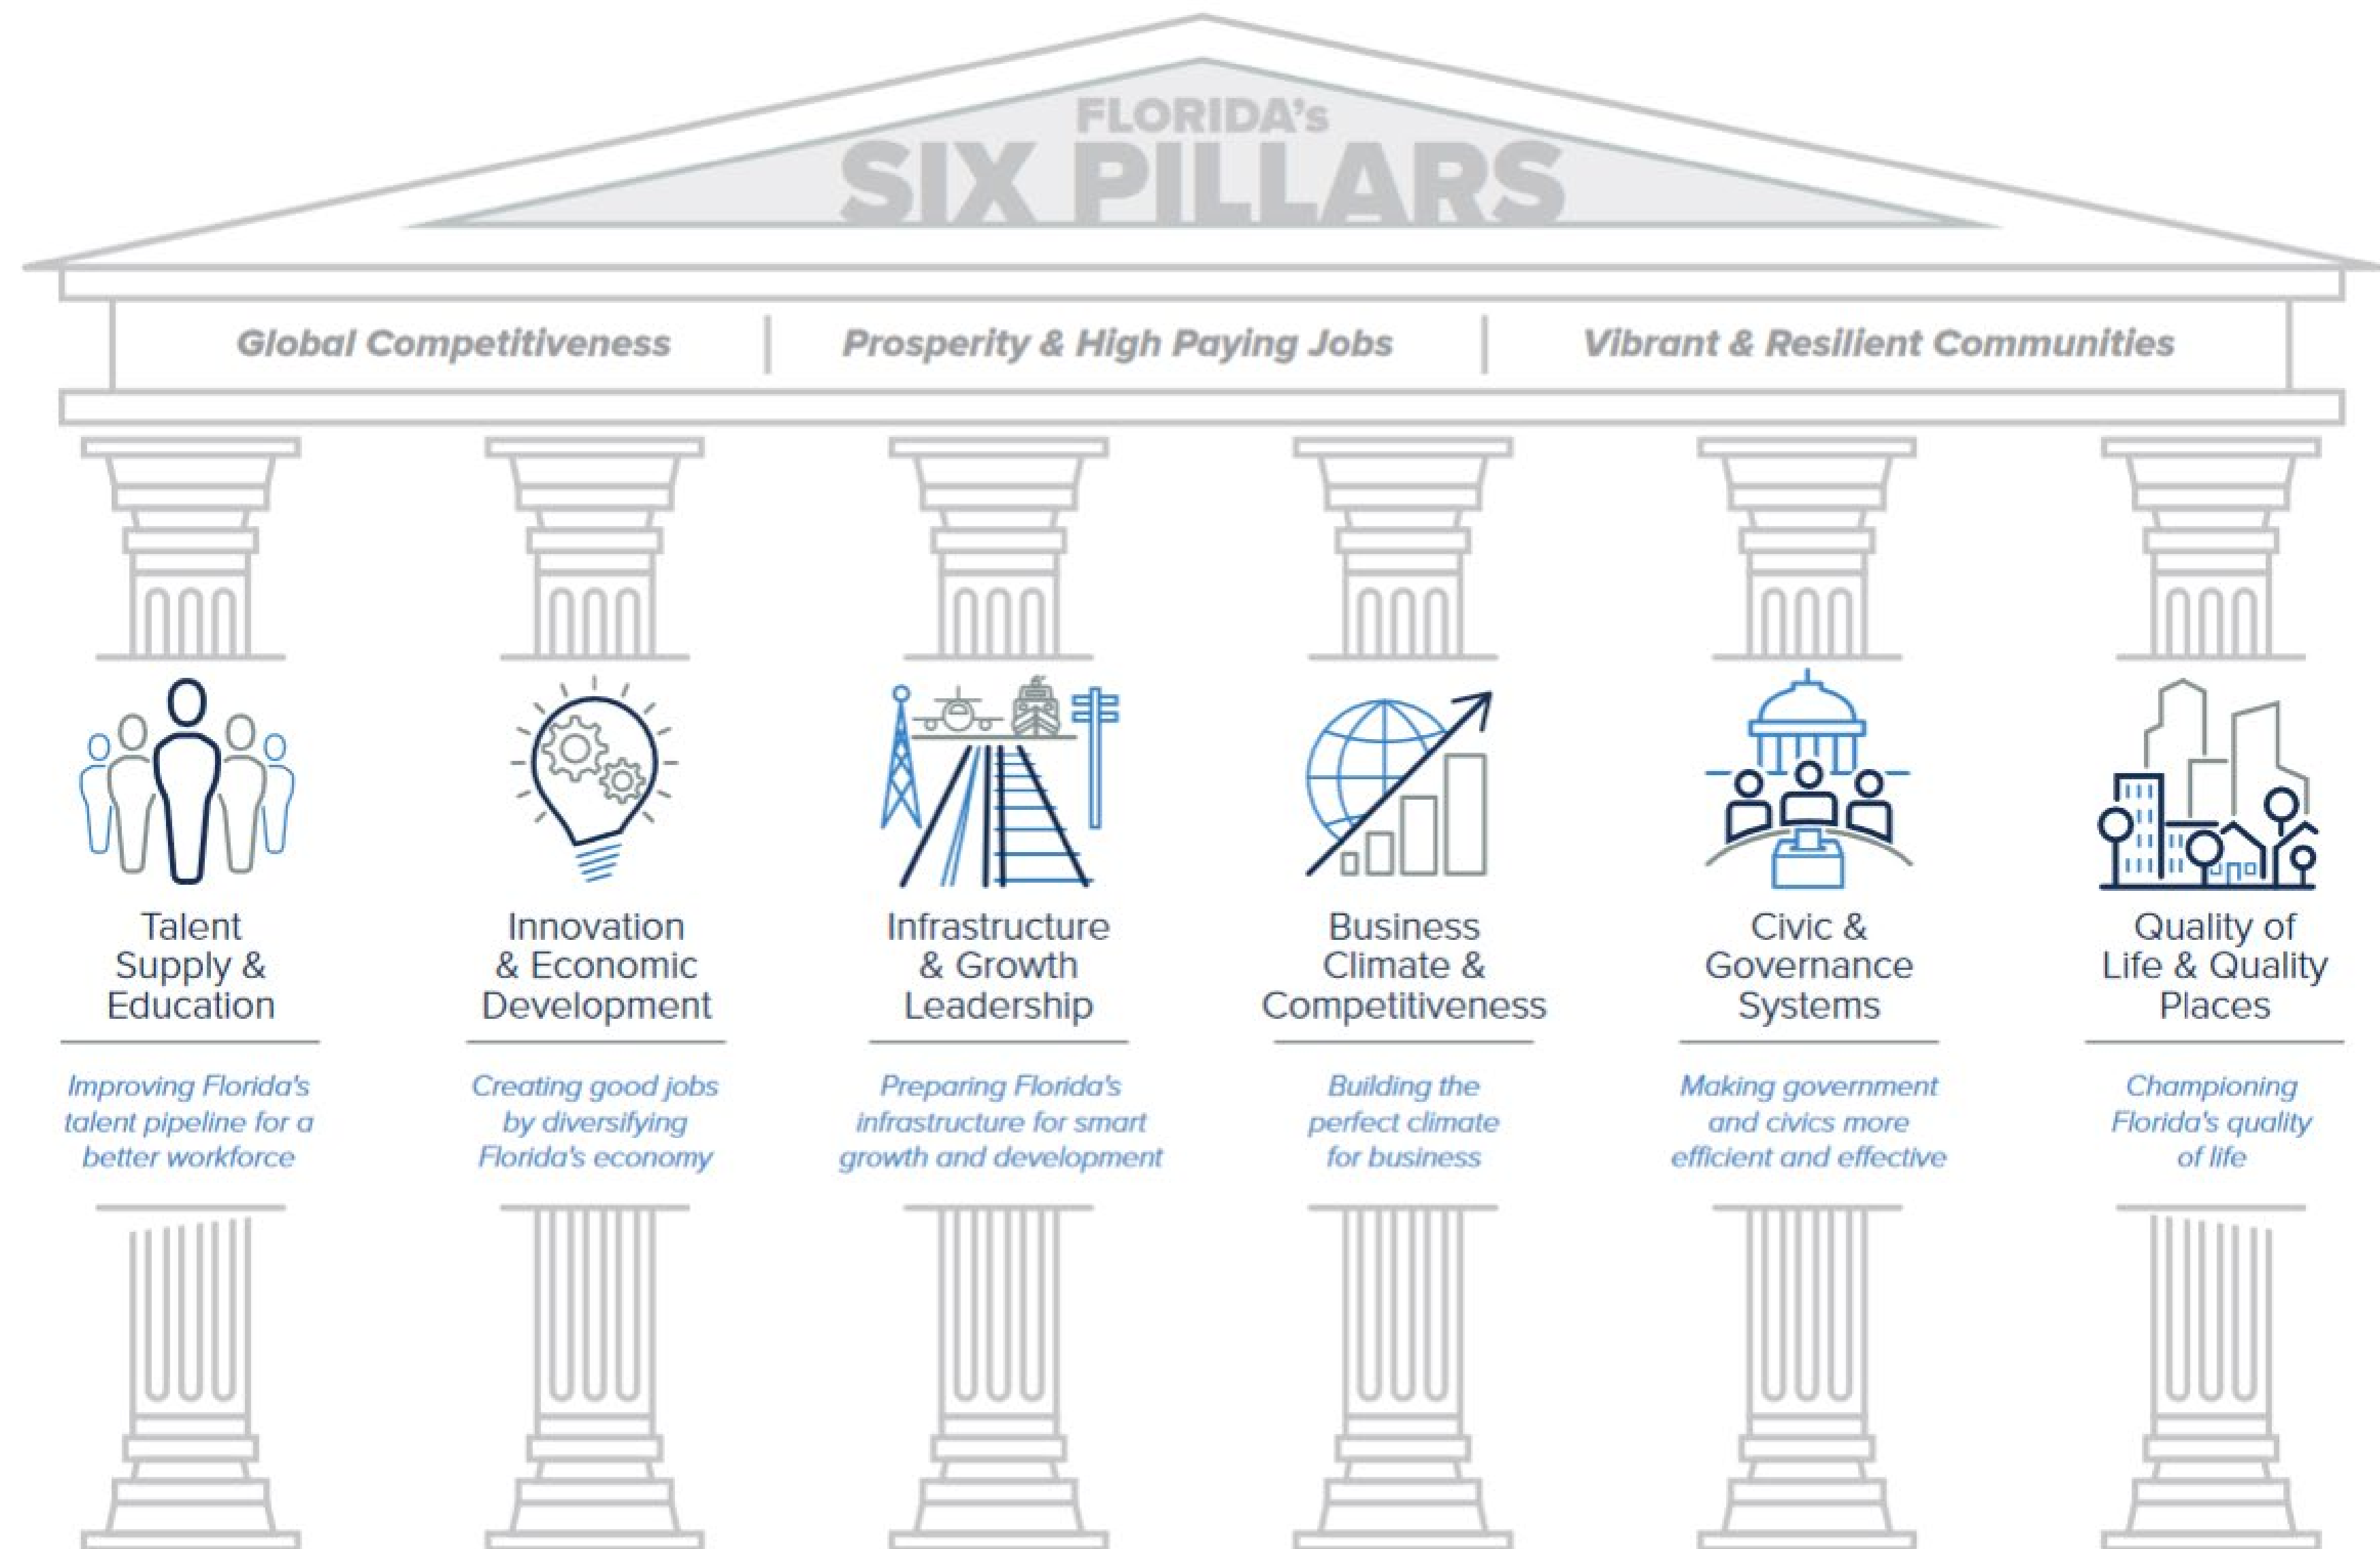 FLORIDA's
SIX PILLARS
Global Competitiveness | Prosperity & High Paying Jobs | Vibrant & Resilient Communities
Talent
Supply &
Education
Improving Florida's
talent pipeline for a
better workforce
Innovation
& Economic
Development
Creating good jobs
by diversifying
Florida's economy
Infrastructure
& Growth
Leadership
Preparing Florida's
infrastructure for smart
growth and development
Business
Climate &
Competitiveness
Building the
perfect climate
for business
Civic &
Governance
Systems
Making government
and civics more
efficient and effective
Quality of
Life & Quality
Places
Championing
Florida's quality
of life